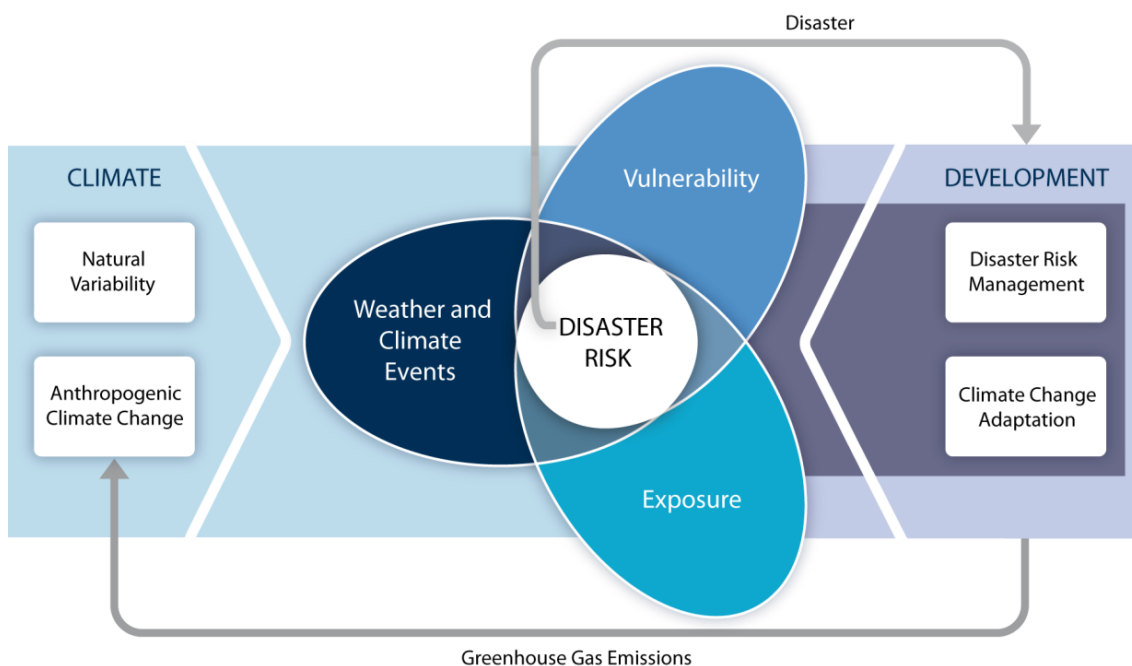 Disaster
CLIMATE
Natural
Variability
Anthropogenic
Climate Change
Weather and
Climate
Events
Vulnerability
DISASTER
RISK
Exposure
DEVELOPMENT
Disaster Risk
Management
Climate Change
Adaptation
Greenhouse Gas Emissions